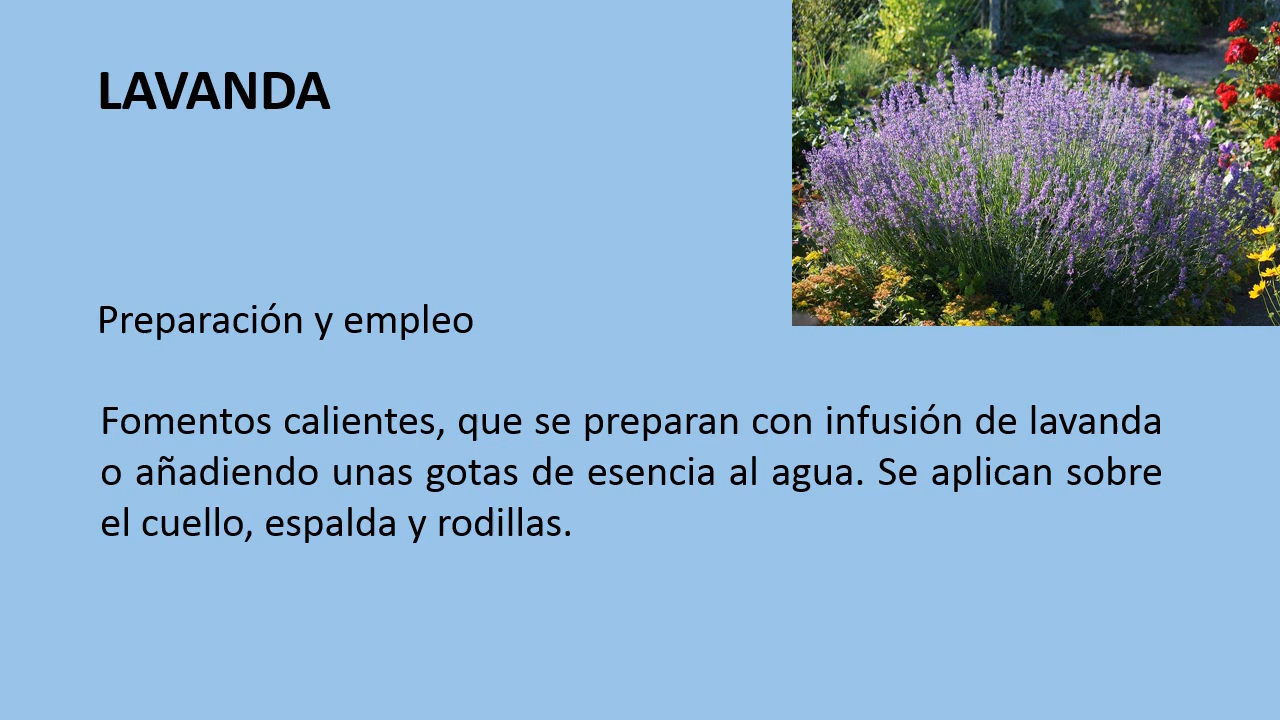 LAVANDA
Preparación y empleo
Fomentos calientes, que se preparan con infusión de lavanda
o añadiendo unas gotas de esencia al agua. Se aplican sobre
el cuello, espalda y rodillas.